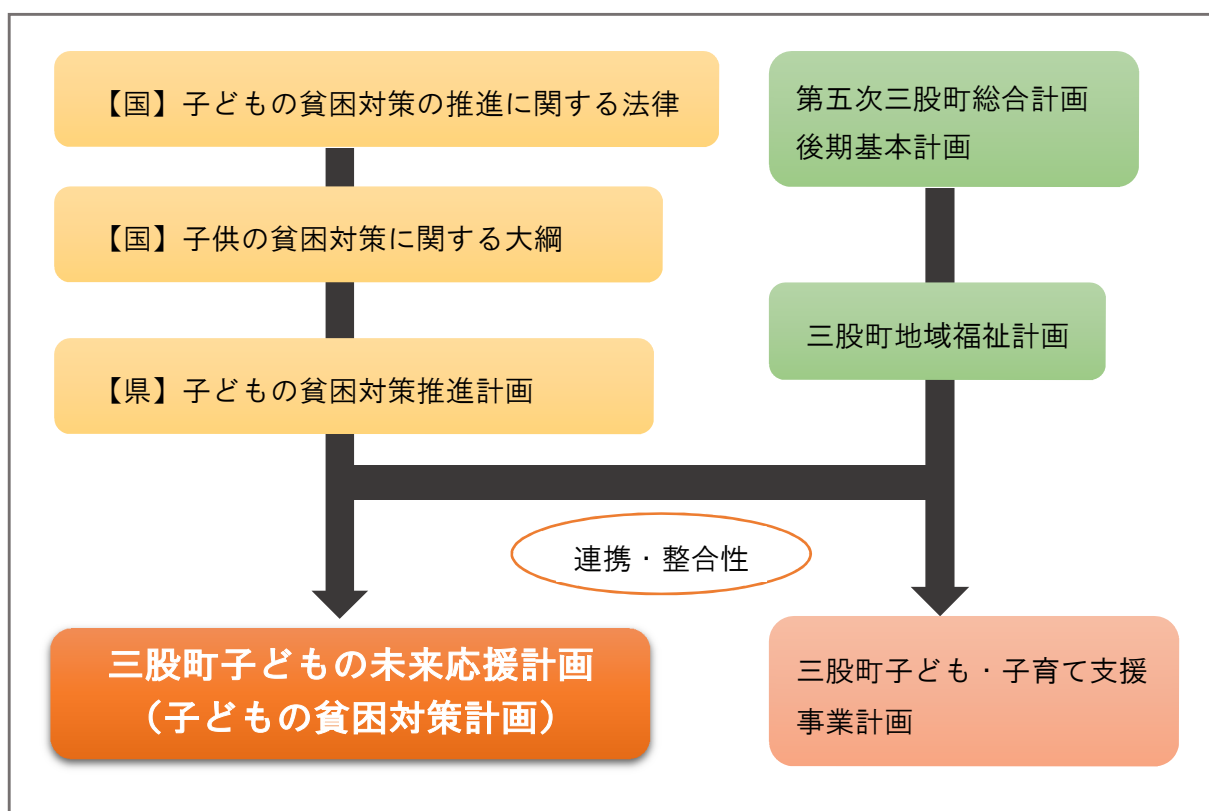 【国】子どもの貧困対策の推進に関する法律
【国】子供の貧困対策に関する大綱
【県】子どもの貧困対策推進計画
第五次三股町総合計画
後期基本計画
三股町地域福祉計画
連携・整合性
三股町子どもの未来応援計画
（子どもの貧困対策計画）
三股町子ども・子育て支援
事業計画